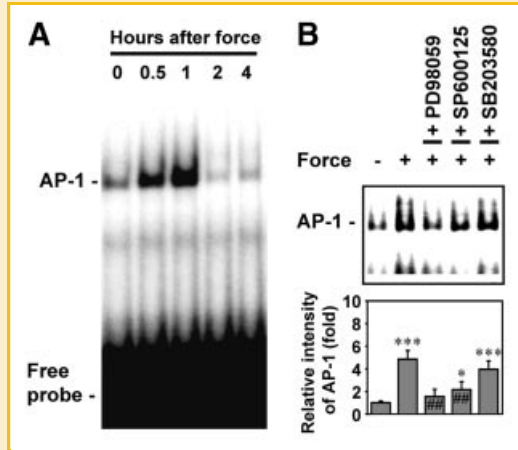 A
Hours after force
0 0.5 1 2 4
AP-1 -
Free
probe -
B
+ PD98059
+ SP600125
+ SB203580
Force - + + + +
AP-1 -
Relative intensity
of AP-1 (fold)
10
8
6
4
2
0
***
##
*
##
***